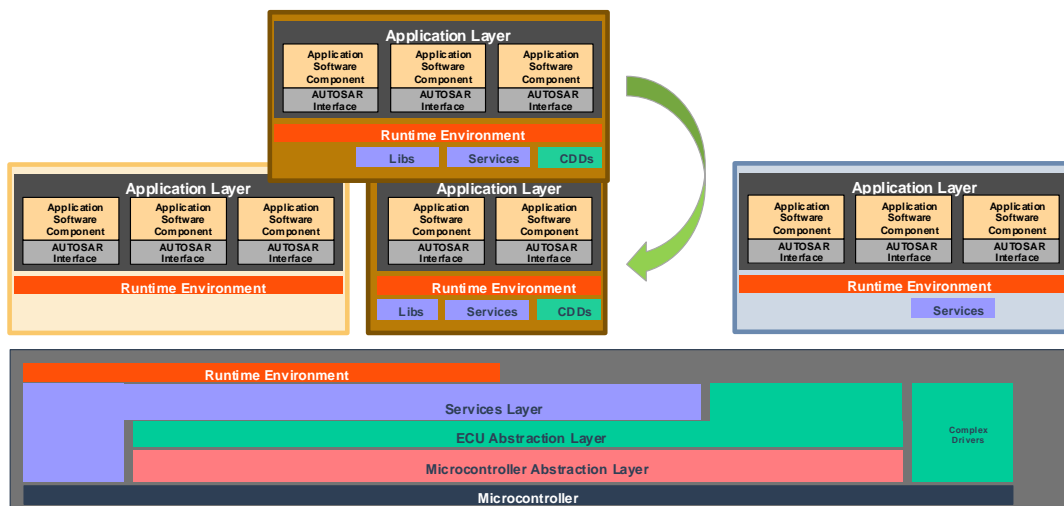 Application Layer
Application Application Application
Software Software Software
Component Component Component
AUTOSAR AUTOSAR AUTOSAR
Interface Interface Interface
Runtime Environment
Libs Services CDDs
Application Layer
Application Application Application
Software Software Software
Component Component Component
AUTOSAR AUTOSAR AUTOSAR
Interface Interface Interface
Runtime Environment
Application Layer
Application Application
Software Software
Component Component
AUTOSAR AUTOSAR
Interface Interface
Runtime Environment
Libs Services CDDs
Application Layer
Application Application Application
Software Software Software
Component Component Component
AUTOSAR AUTOSAR AUTOSAR
Interface Interface Interface
Runtime Environment
Services
Runtime Environment
Services Layer
ECU Abstraction Layer
Complex
Drivers
Microcontroller Abstraction Layer
Microcontroller